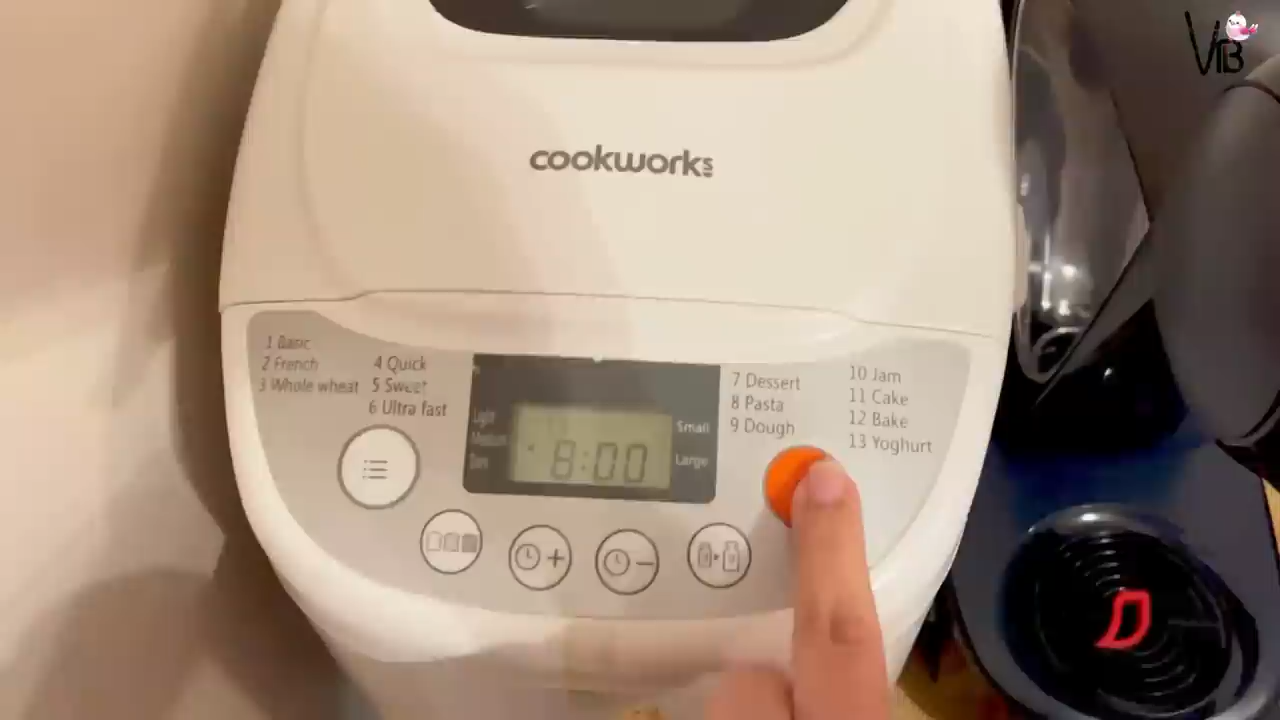 VB
cookworks
1 Basic
2 French
3 Whole wheat
4 Quick
5 Sweet
6 Ultra fast
Light
Medium
Dark
8:00
Small
Large
7 Dessert
8 Pasta
9 Dough
10 Jam
11 Cake
12 Bake
13 Yoghurt